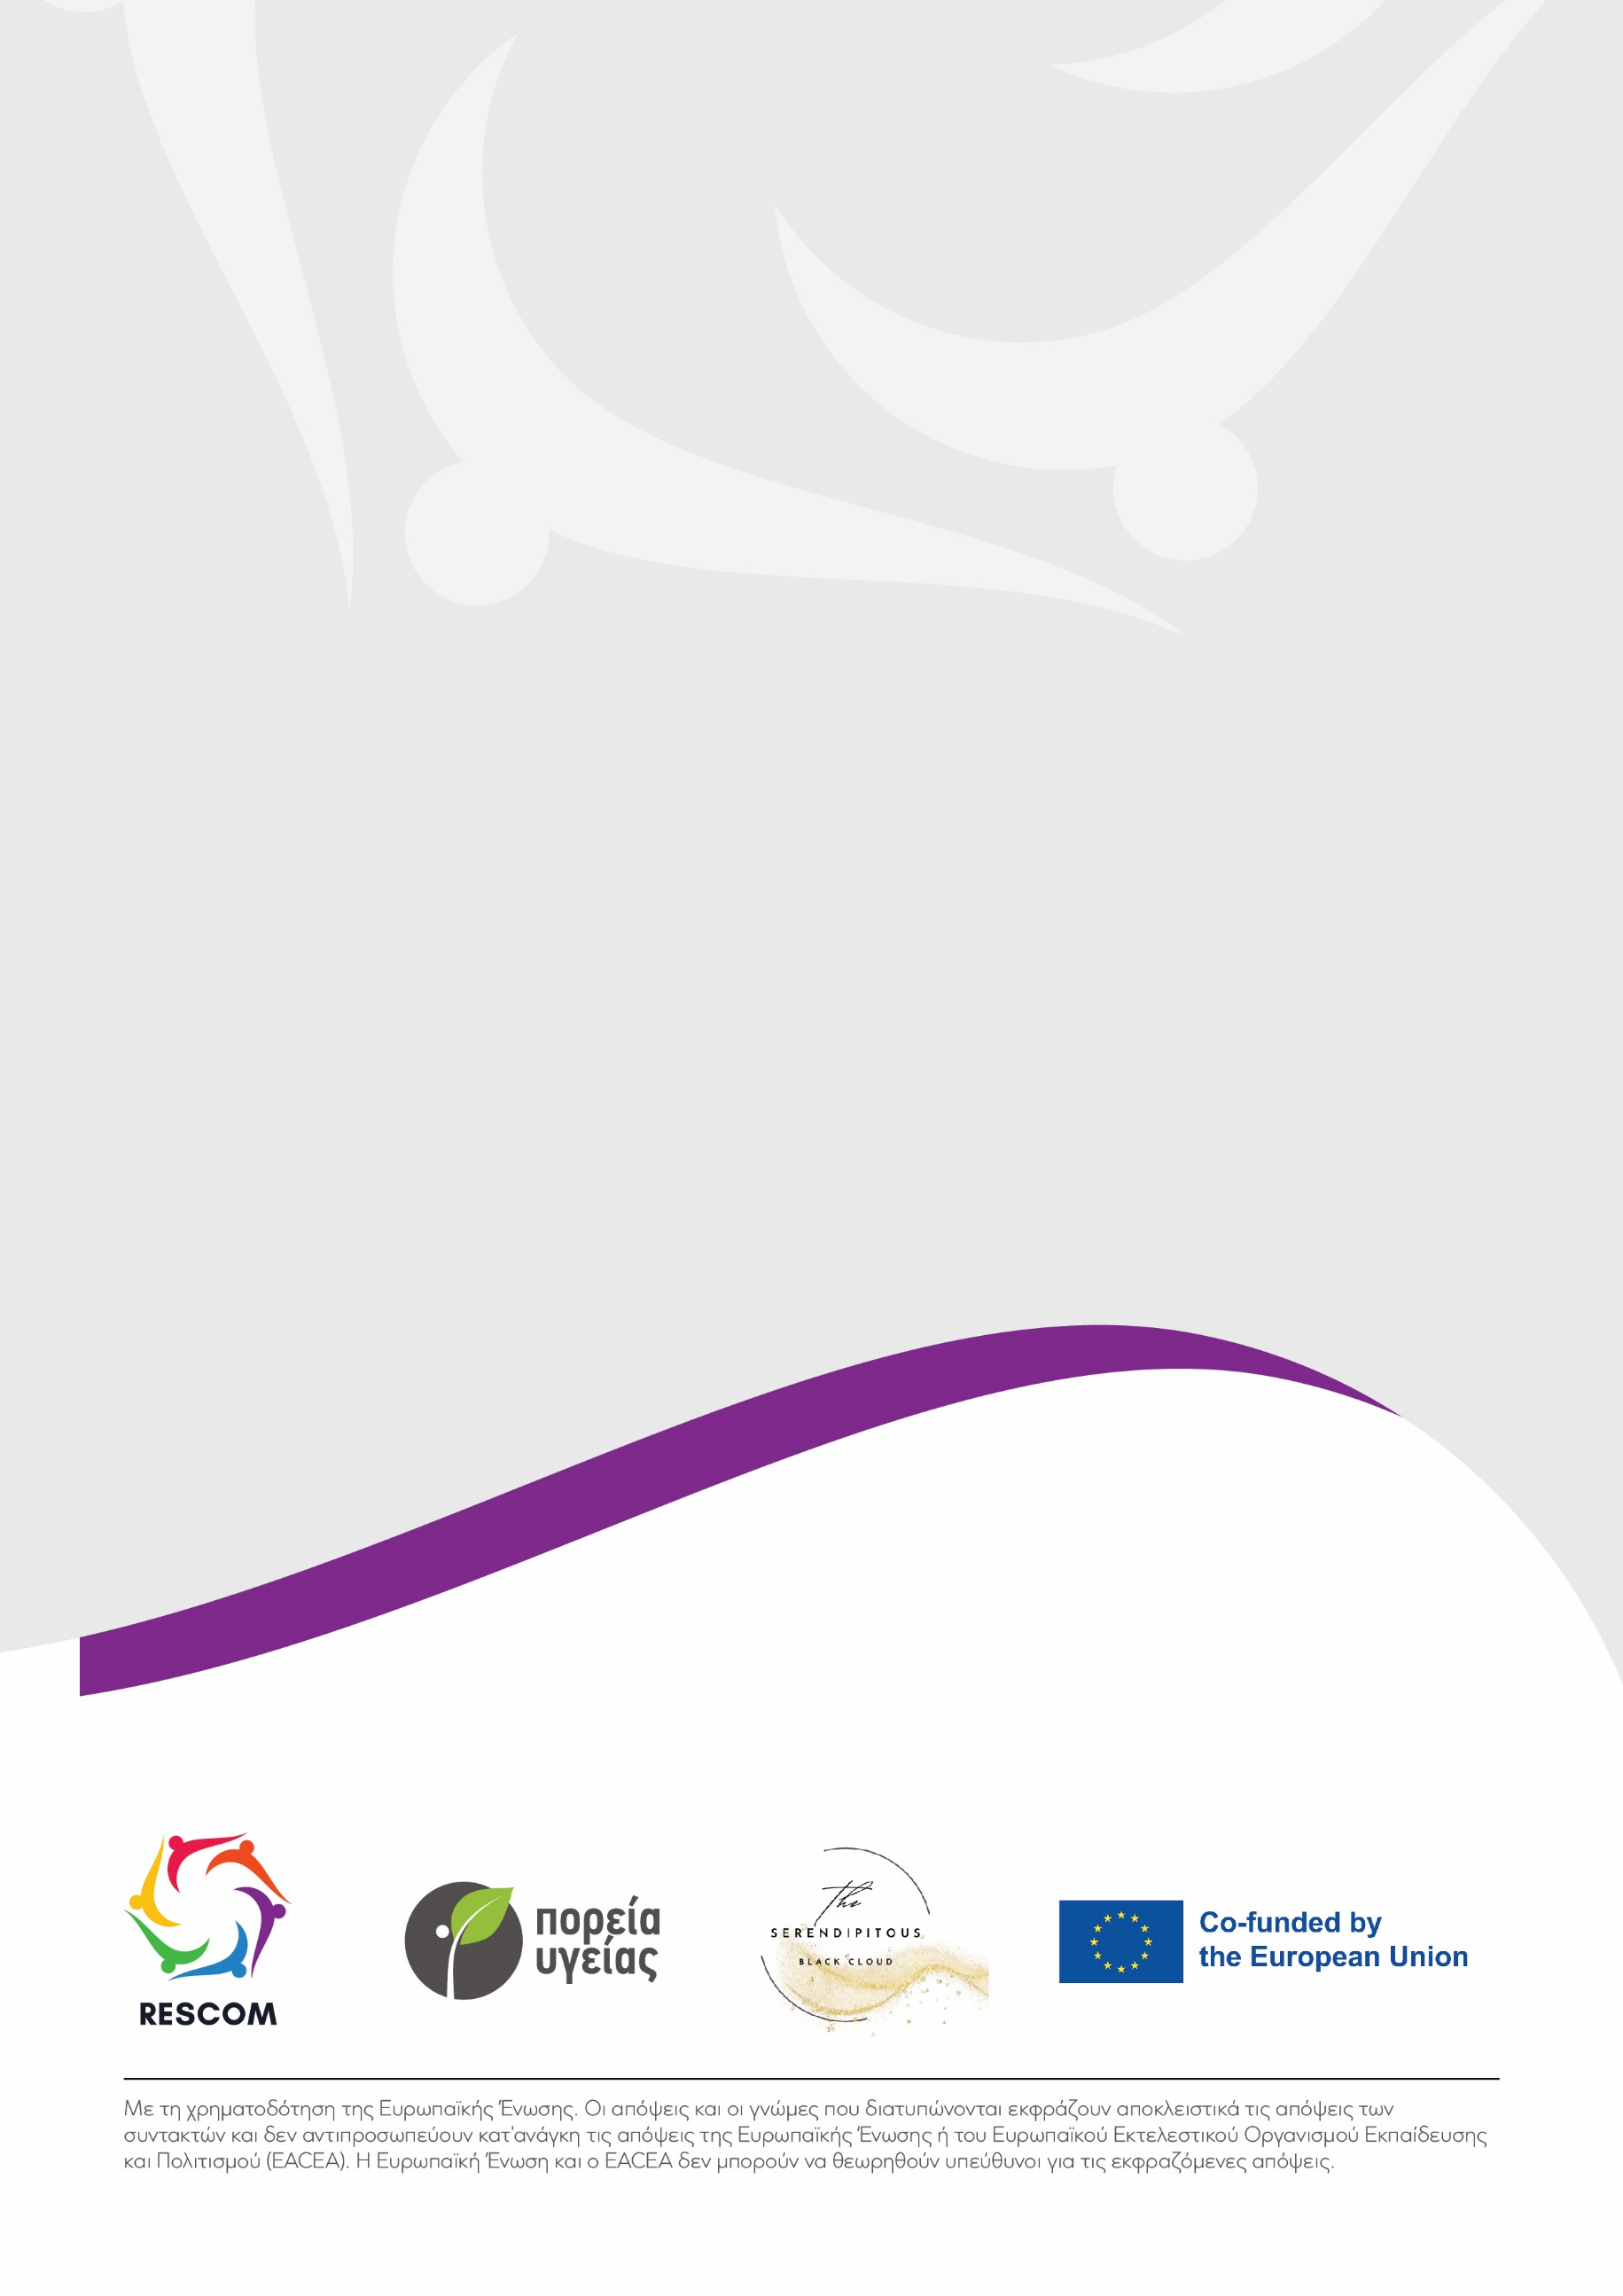 RESCOM
πορεία
υγείας
the
SERENDIPITOUS
BLACK CLOUD
Co-funded by
the European Union
Με τη χρηματοδότηση της Ευρωπαϊκής Ένωσης. Οι απόψεις και οι γνώμες που διατυπώνονται εκφράζουν αποκλειστικά τις απόψεις των
συντακτών και δεν αντιπροσωπεύουν κατ'ανάγκη τις απόψεις της Ευρωπαϊκής Ένωσης ή του Ευρωπαϊκού Εκτελεστικού Οργανισμού Εκπαίδευσης
και Πολιτισμού (EACEA). Η Ευρωπαϊκή Ένωση και ο EACEA δεν μπορούν να θεωρηθούν υπεύθυνοι για τις εκφραζόμενες απόψεις.